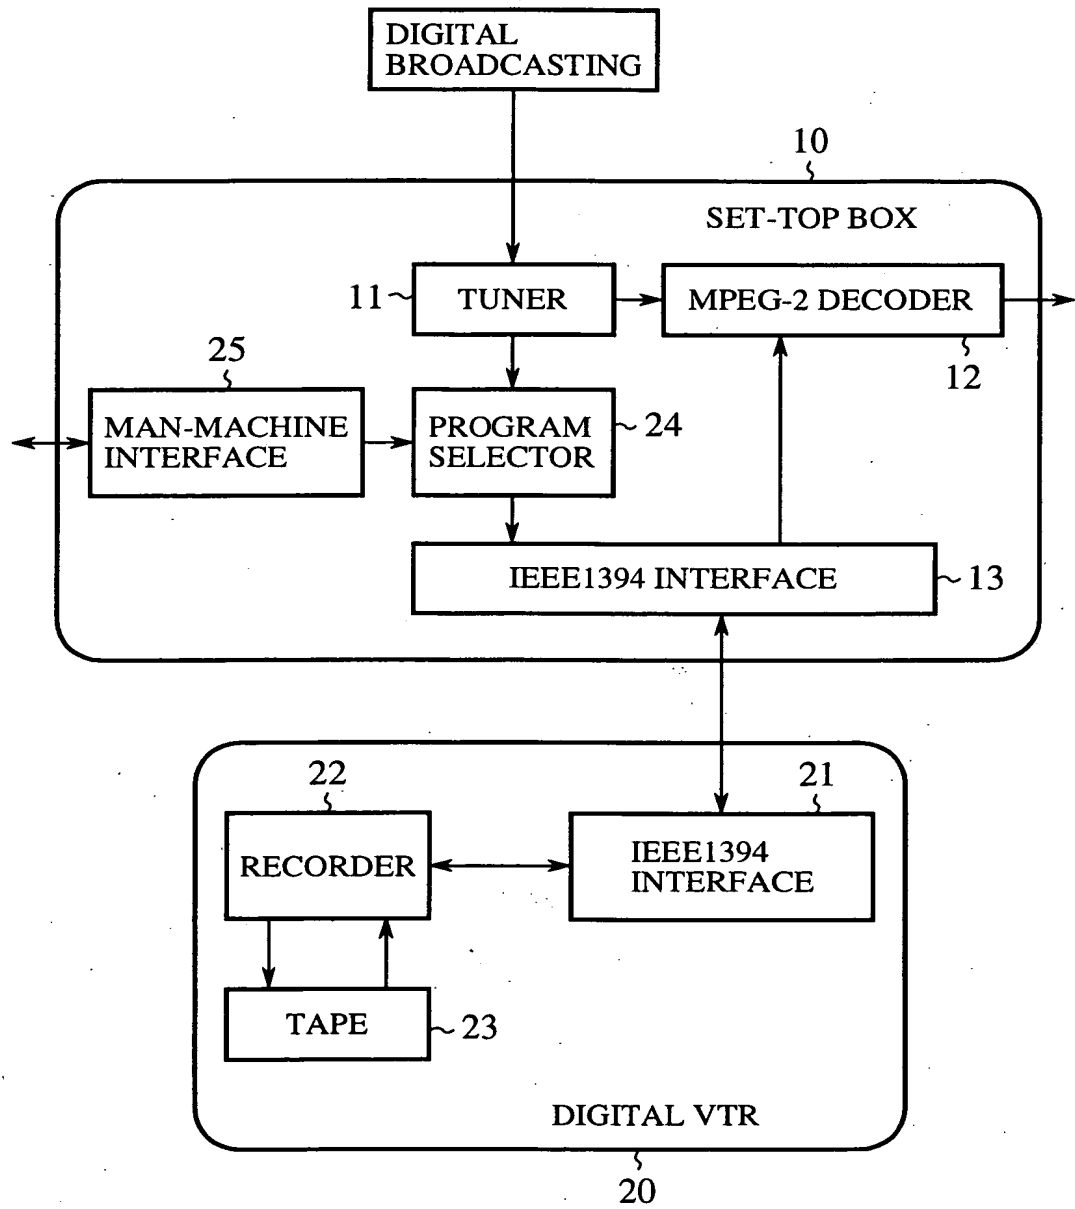 DIGITAL
BROADCASTING
10
SET-TOP BOX
11
TUNER
MPEG-2 DECODER
12
25
MAN-MACHINE
INTERFACE
PROGRAM
SELECTOR
24
IEEE1394 INTERFACE
13
22
21
RECORDER
IEEE1394
INTERFACE
TAPE
23
DIGITAL VTR
20